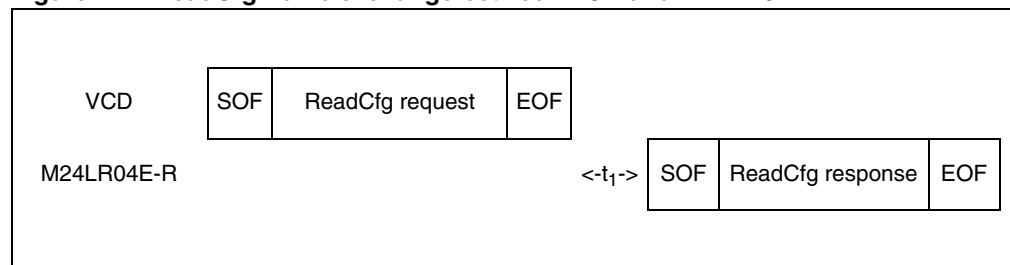 VCD SOF ReadCfg request EOF
M24LR04E-R <-t1-> SOF ReadCfg response EOF